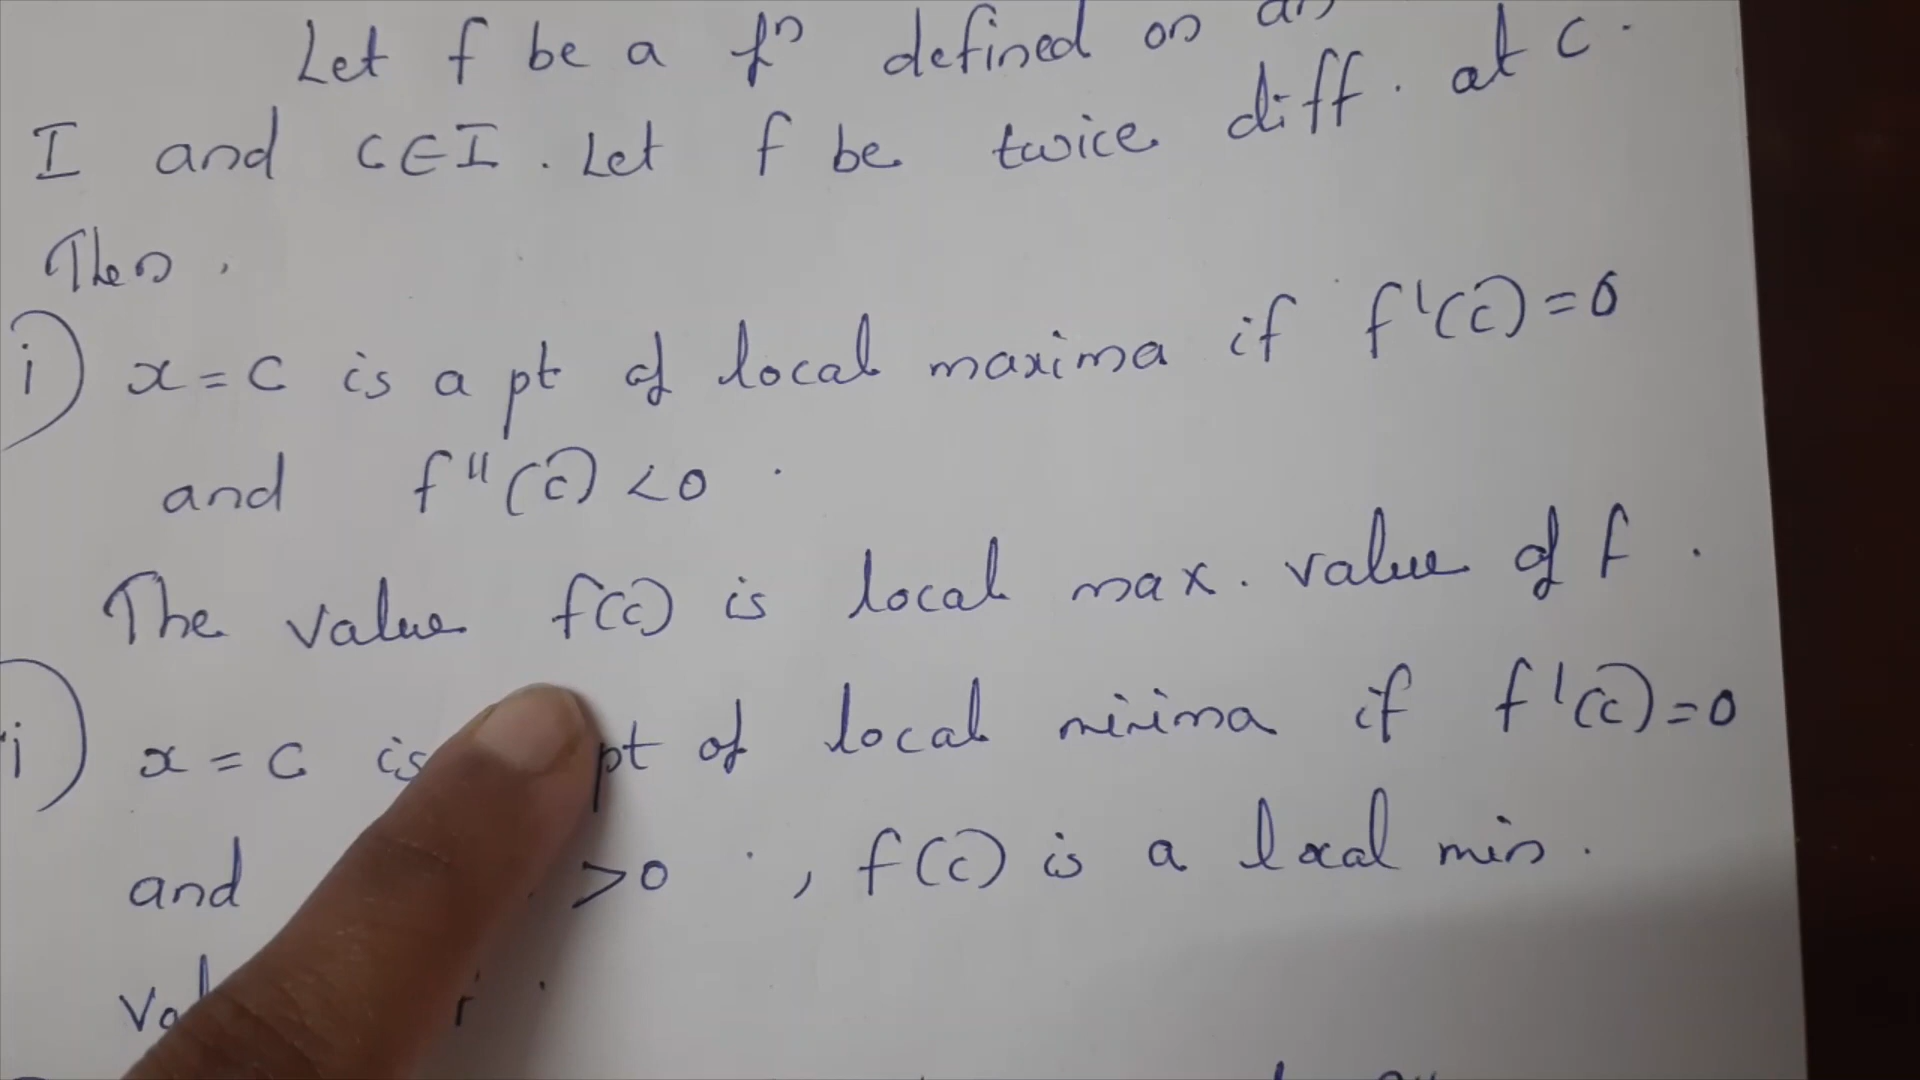 Let f be a fⁿ defined on an
I and C∈I. Let f be twice diff. at c.
Then,
i) x=c is a pt of local maxima if f'(c)=0
and f"(c)<0.
The value f(c) is local max. value of f.
i) x=c is pt of local minima if f'(c)=0
and >0, f(c) is a local min.